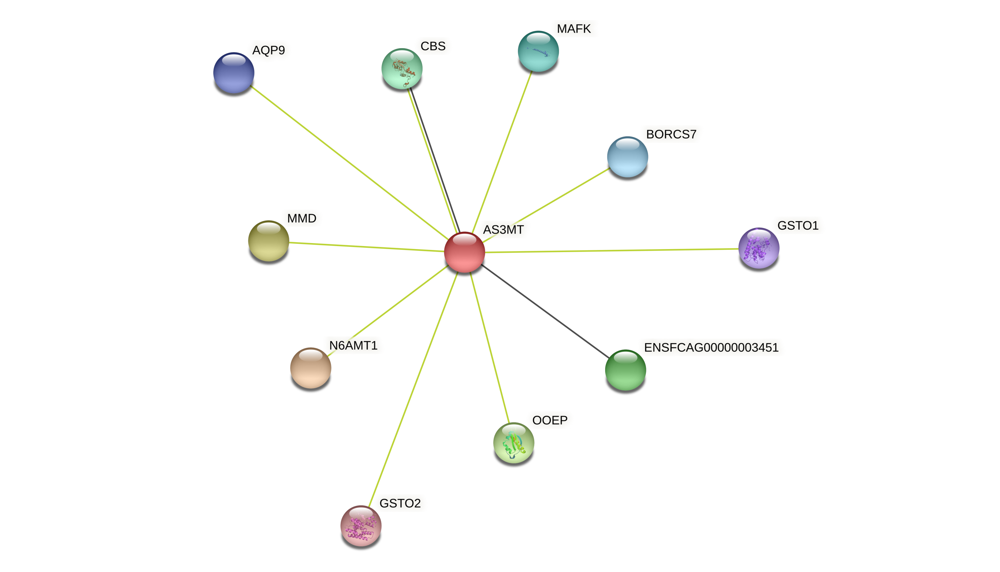 MAFK
CBS
AQP9
BORCS7
MMD
GSTO1
AS3MT
N6AMT1
ENSFCAG00000003451
OOEP
GSTO2